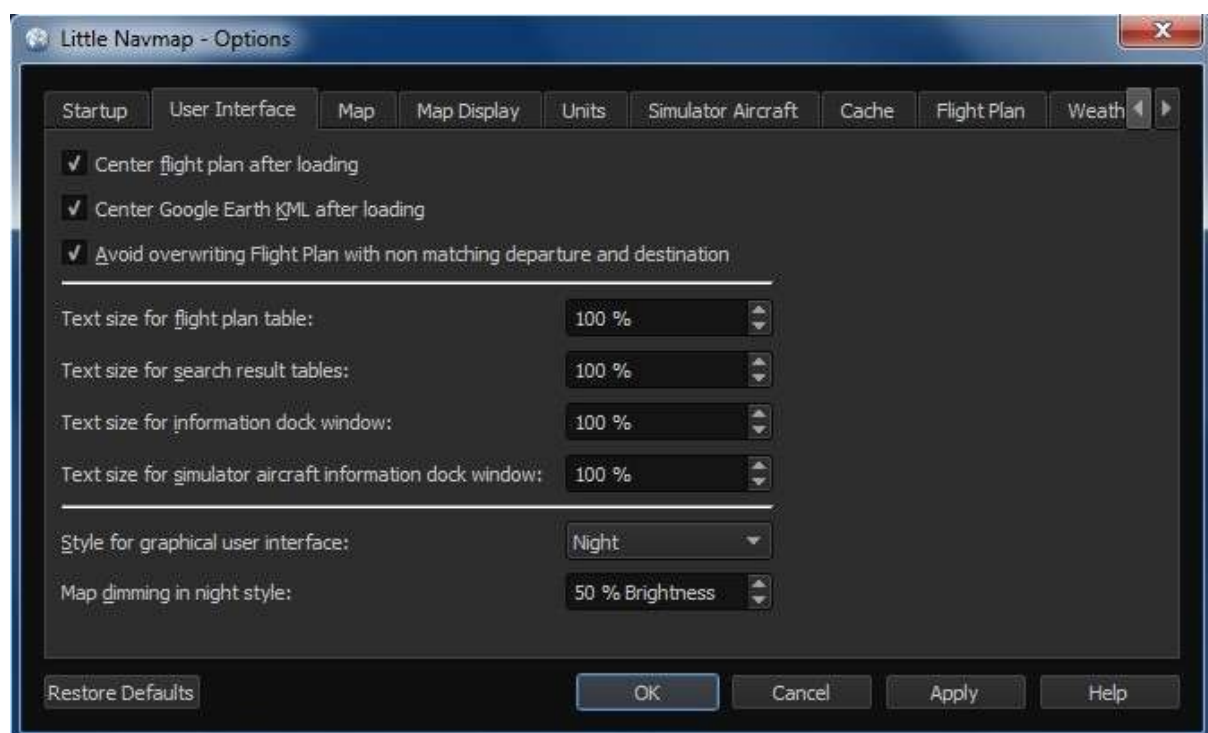 Little Navmap - Options
Startup User Interface Map Map Display Units Simulator Aircraft Cache Flight Plan Weath
Center flight plan after loading
Center Google Earth KML after loading
Avoid overwriting Flight Plan with non matching departure and destination
Text size for flight plan table: 100 %
Text size for search result tables: 100 %
Text size for information dock window: 100 %
Text size for simulator aircraft information dock window: 100 %
Style for graphical user interface: Night
Map dimming in night style: 50 % Brightness
Restore Defaults OK Cancel Apply Help